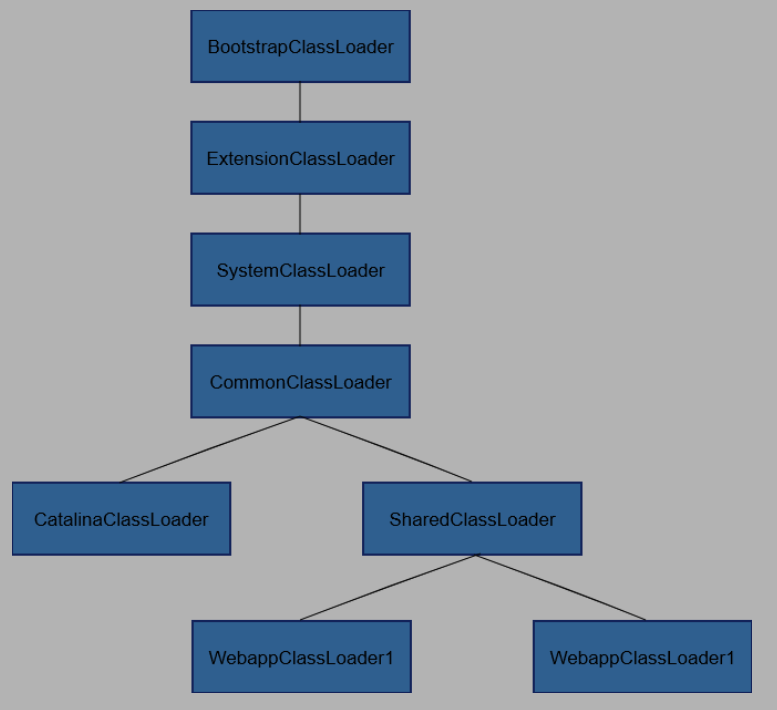 BootstrapClassLoader
ExtensionClassLoader
SystemClassLoader
CommonClassLoader
CatalinaClassLoader
SharedClassLoader
WebappClassLoader1
WebappClassLoader1